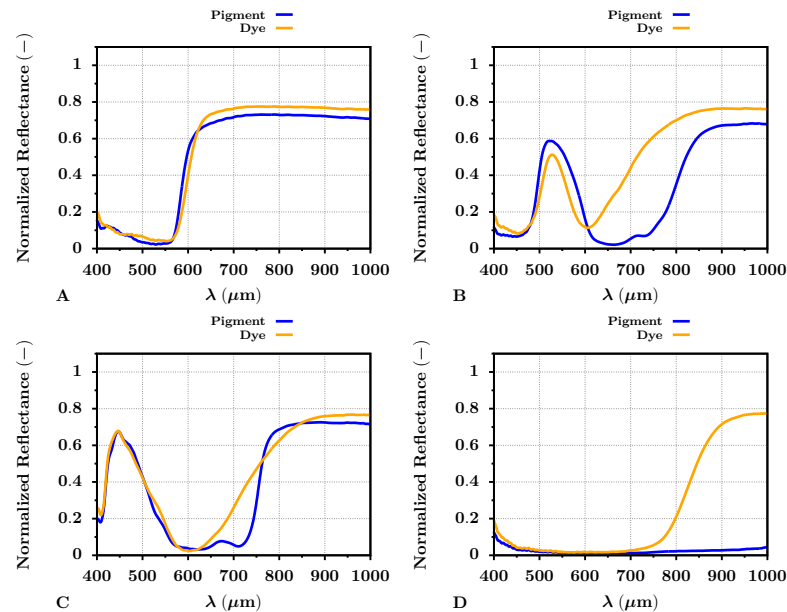 Pigment
Dye
Normalized Reflectance (−)
1
0.8
0.6
0.4
0.2
0
400 500 600 700 800 900 1000
λ (μm)
A
Pigment
Dye
Normalized Reflectance (−)
1
0.8
0.6
0.4
0.2
0
400 500 600 700 800 900 1000
λ (μm)
B
Pigment
Dye
Normalized Reflectance (−)
1
0.8
0.6
0.4
0.2
0
400 500 600 700 800 900 1000
λ (μm)
C
Pigment
Dye
Normalized Reflectance (−)
1
0.8
0.6
0.4
0.2
0
400 500 600 700 800 900 1000
λ (μm)
D